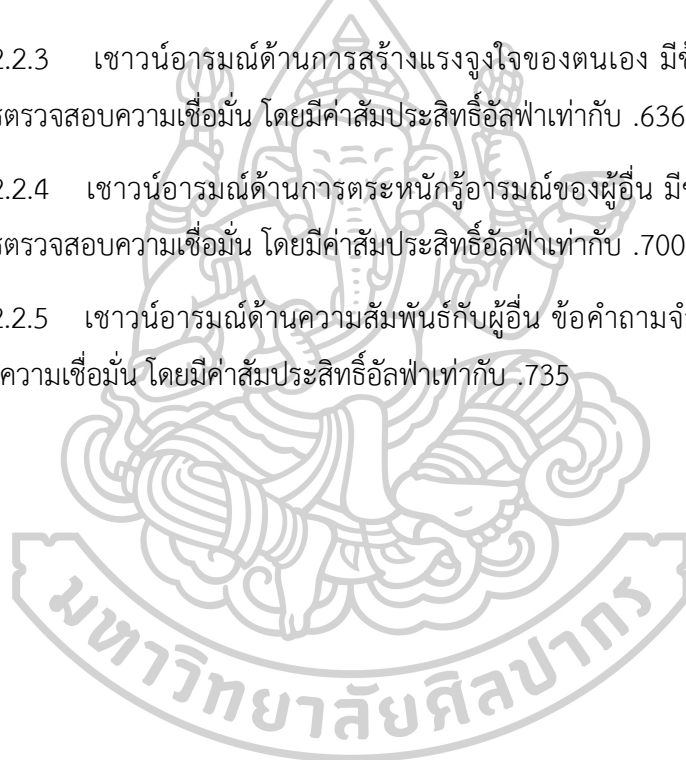 2.2.3 เชาวน์อารมณ์ด้านการสร้างแรงจูงใจของตนเอง
ตรวจสอบความเชื่อมั่น โดยมีค่าสัมประสิทธิ์อัลฟ่าเท่ากับ .636
2.2.4 เชาวน์อารมณ์ด้านการตระหนักรู้อารมณ์ของผู้อื่น
ตรวจสอบความเชื่อมั่น โดยมีค่าสัมประสิทธิ์อัลฟ่าเท่ากับ .700
2.2.5 เชาวน์อารมณ์ด้านความสัมพันธ์กับผู้อื่น ข้อคำถาม
ความเชื่อมั่น โดยมีค่าสัมประสิทธิ์อัลฟ่าเท่ากับ .735
มหาวิทยาลัยศิลปากร